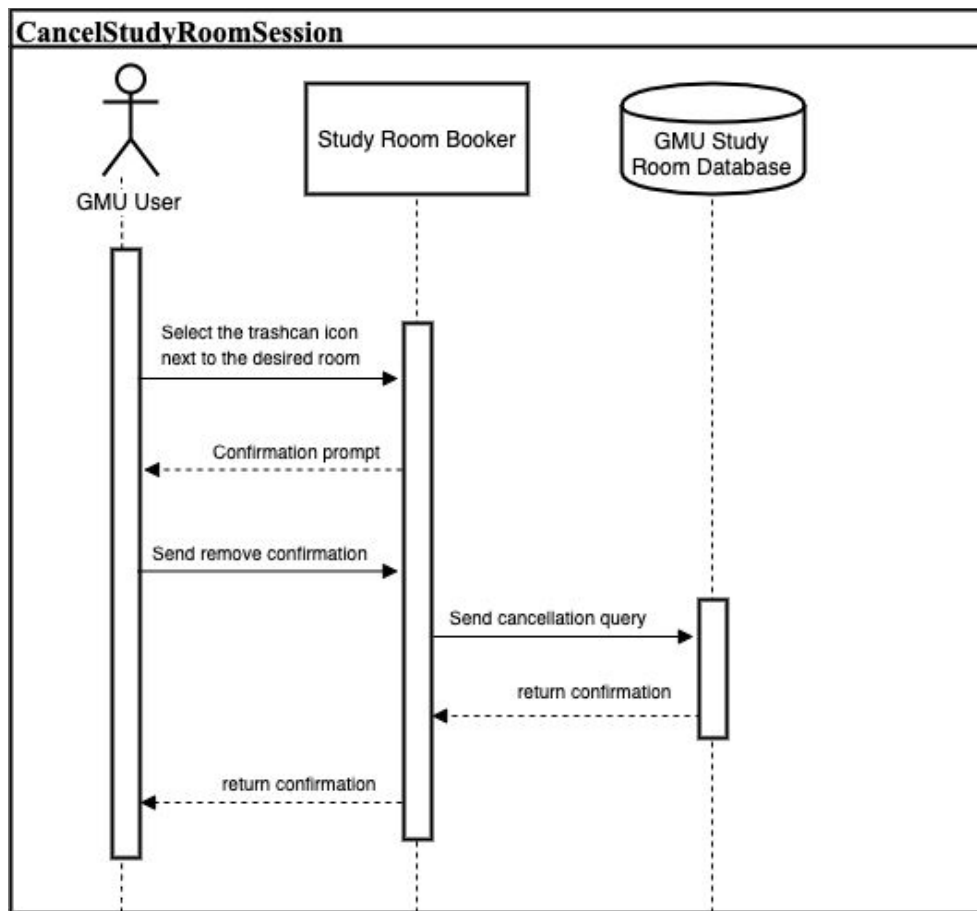 CancelStudyRoomSession
GMU User
Study Room Booker
GMU Study
Room Database
Select the trashcan icon
next to the desired room
Confirmation prompt
Send remove confirmation
Send cancellation query
return confirmation
return confirmation